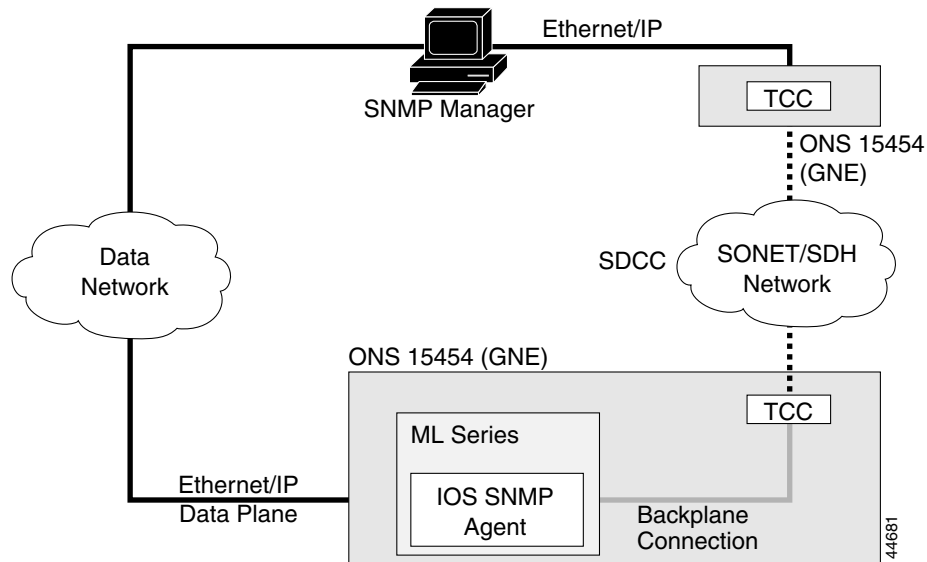 Ethernet/IP
SNMP Manager
TCC
ONS 15454
(GNE)
Data
Network
SDCC
SONET/SDH
Network
ONS 15454 (GNE)
TCC
ML Series
IOS SNMP
Agent
Ethernet/IP
Data Plane
Backplane
Connection
44681